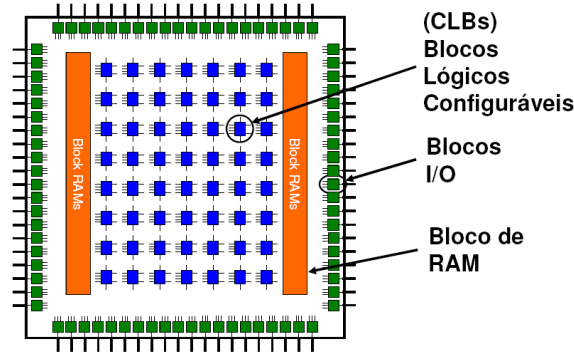 (CLBs)
Blocos
Lógicos
Configuráveis
Block RAMs
Block RAMs
Blocos
I/O
Bloco de
RAM